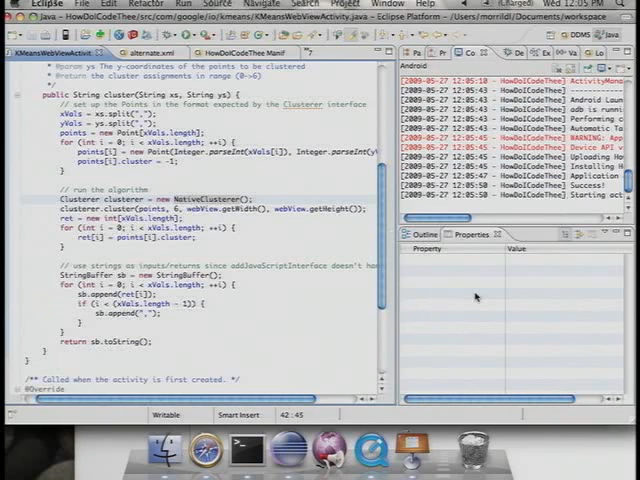 Eclipse File Edit Refactor Source Navigate Search Project Wed 12:05 PM
HowDoICodeThee/src/com/google/io/kmeans/KMeansWebViewActivity.java – Eclipse Platform – /Users/morrildl/Documents/workspace
DDMS
KMeansWebViewActivit
alternate.xml
HowDoICodeThee Manif
7
* @param ys The y-coordinates of the points to be clustered
* @return the cluster assignments in range (0->6)
*/
public String cluster(String xs, String ys) {
// set up the Points in the format expected by the Clusterer interface
xVals = xs.split(",");
yVals = ys.split(",");
points = new Point[xVals.length];
for (int i = 0; i < xVals.length; ++i) {
points[i] = new Point(Integer.parseInt(xVals[i]), Integer.parseInt(yV
points[i].cluster = -1;
}
// run the algorithm
Clusterer clusterer = new NativeClusterer();
clusterer.cluster(points, 6, webView.getWidth(), webView.getHeight());
ret = new int[xVals.length];
for (int i = 0; i < xVals.length; ++i) {
ret[i] = points[i].cluster;
}
// use strings as inputs/returns since addJavaScriptInterface doesn't ha
StringBuffer sb = new StringBuffer();
for (int i = 0; i < xVals.length; ++i) {
sb.append(ret[i]);
if (i < (xVals.length - 1)) {
sb.append(",");
}
}
return sb.toString();
}
}
/** Called when the activity is first created. */
@Override
Writable
Smart Insert
42 : 45
Pa
Pr
Co
De
Ex
Va
Lo
Android
[2009-05-27 12:05:10 - ActivityMana
[2009-05-27 12:05:43 - HowDoICodeThee] ------------
[2009-05-27 12:05:43 - HowDoICodeThee] Android Laun
[2009-05-27 12:05:43 - HowDoICodeThee] adb is runni
[2009-05-27 12:05:43 - HowDoICodeThee] Performing c
[2009-05-27 12:05:43 - HowDoICodeThee] Automatic Ta
[2009-05-27 12:05:45 - HowDoICodeThee] WARNING: App
[2009-05-27 12:05:45 - HowDoICodeThee] Device API v
[2009-05-27 12:05:45 - HowDoICodeThee] Uploading How
[2009-05-27 12:05:45 - HowDoICodeThee] Installing H
[2009-05-27 12:05:47 - HowDoICodeThee] Application
[2009-05-27 12:05:50 - HowDoICodeThee] Success!
[2009-05-27 12:05:50 - HowDoICodeThee] Starting act
Outline
Properties
Property
Value